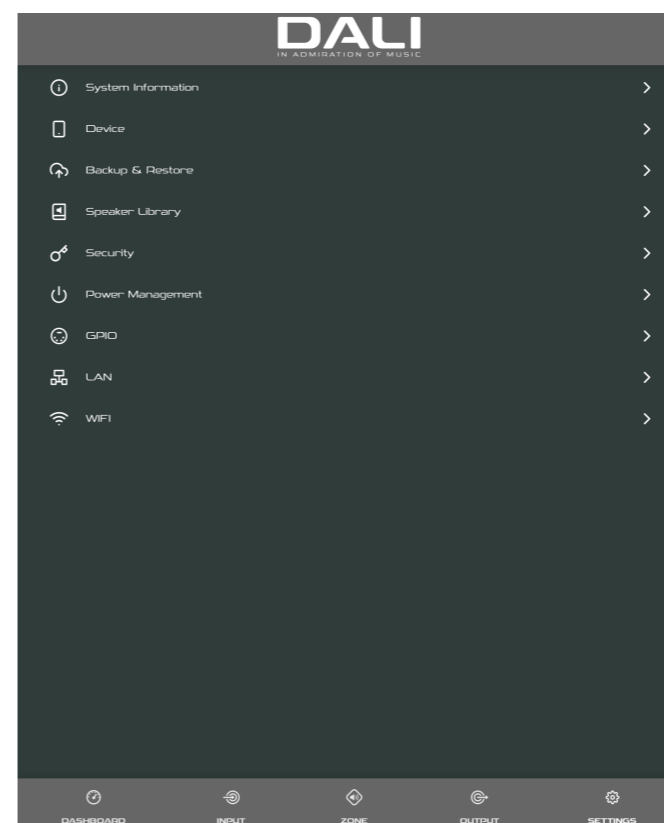 DALI
IN ADMIRATION OF MUSIC
System Information
Device
Backup & Restore
Speaker Library
Security
Power Management
GPIO
LAN
WIFI
DASHBOARD INPUT ZONE OUTPUT SETTINGS